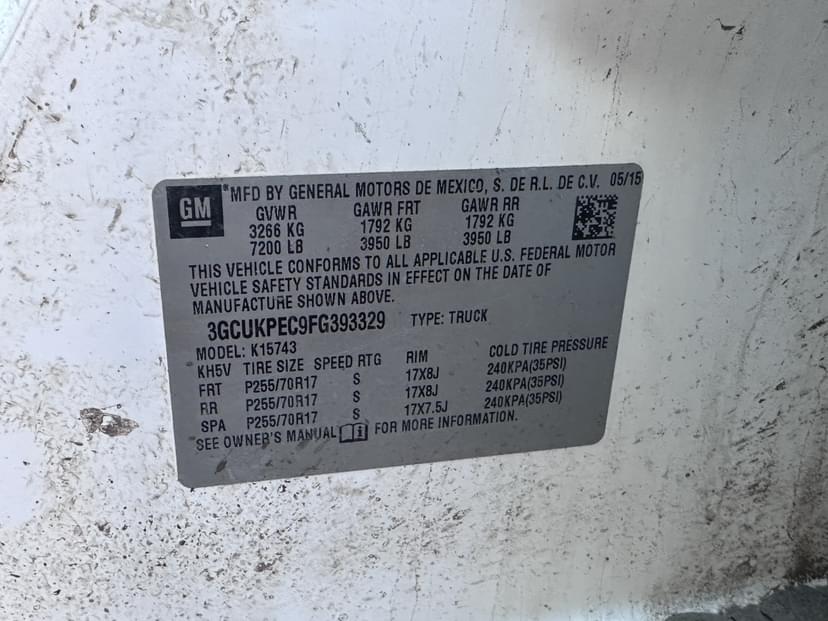 GM
*MFD BY GENERAL MOTORS DE MEXICO, S. DE R.L. DE C.V. 05/15
GVWR GAWR FRT GAWR RR
3266 KG 1792 KG 1792 KG
7200 LB 3950 LB 3950 LB
THIS VEHICLE CONFORMS TO ALL APPLICABLE U.S. FEDERAL MOTOR
VEHICLE SAFETY STANDARDS IN EFFECT ON THE DATE OF
MANUFACTURE SHOWN ABOVE.
3GCUKPEC9FG393329 TYPE: TRUCK
MODEL: K15743
KH5V TIRE SIZE SPEED RTG RIM COLD TIRE PRESSURE
FRT P255/70R17 S 17X8J 240KPA(35PSI)
RR P255/70R17 S 17X8J 240KPA(35PSI)
SPA P255/70R17 S 17X7.5J 240KPA(35PSI)
SEE OWNER'S MANUAL FOR MORE INFORMATION.